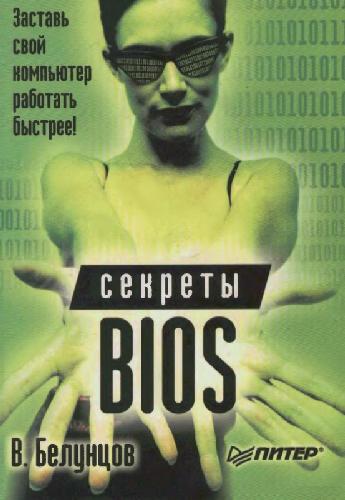 Заставь
свой
компьютер
работать
быстрее!
секреты
BIOS
В. Белунцов
ПИТЕР®